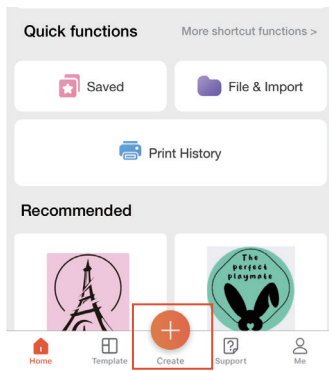 Quick functions
More shortcut functions >
Saved
File & Import
Print History
Recommended
The
perfect
playmate
Home
Template
Create
Support
Me